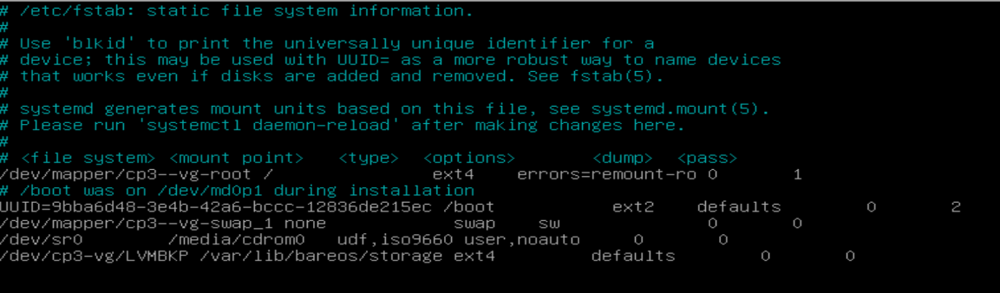 # /etc/fstab: static file system information.
#
# Use 'blkid' to print the universally unique identifier for a
# device; this may be used with UUID= as a more robust way to name devices
# that works even if disks are added and removed. See fstab(5).
#
# systemd generates mount units based on this file, see systemd.mount(5).
# Please run 'systemctl daemon-reload' after making changes here.
#
# <file system> <mount point>   <type>  <options>       <dump>  <pass>
/dev/mapper/cp3--vg-root /               ext4    errors=remount-ro 0       1
# /boot was on /dev/md0p1 during installation
UUID=9bba6d48-3e4b-42a6-bccc-12836de215ec /boot           ext2    defaults        0       2
/dev/mapper/cp3--vg-swap_1 none            swap    sw              0       0
/dev/sr0        /media/cdrom0   udf,iso9660 user,noauto     0       0
/dev/cp3-vg/LVMBKP /var/lib/bareos/storage ext4        defaults        0       0